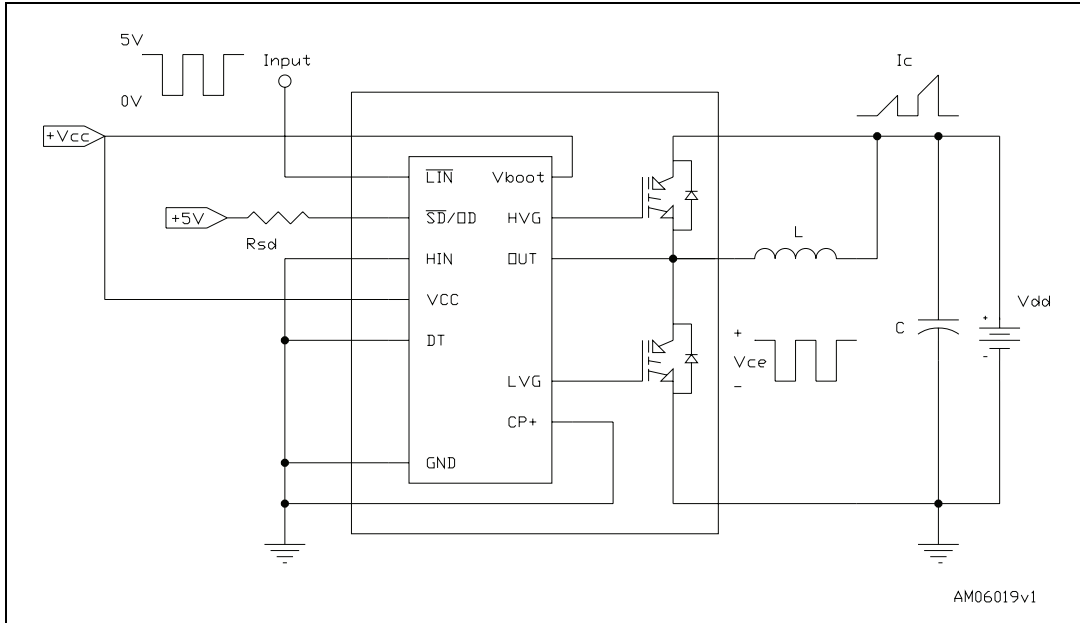 5V
Input
Ic
0V
+Vcc
LIN
Vboot
+5V
SD/OD
HVG
Rsd
HIN
OUT
L
VCC
Vdd
C
+
-
DT
+
Vce
-
LVG
CP+
GND
AM06019v1